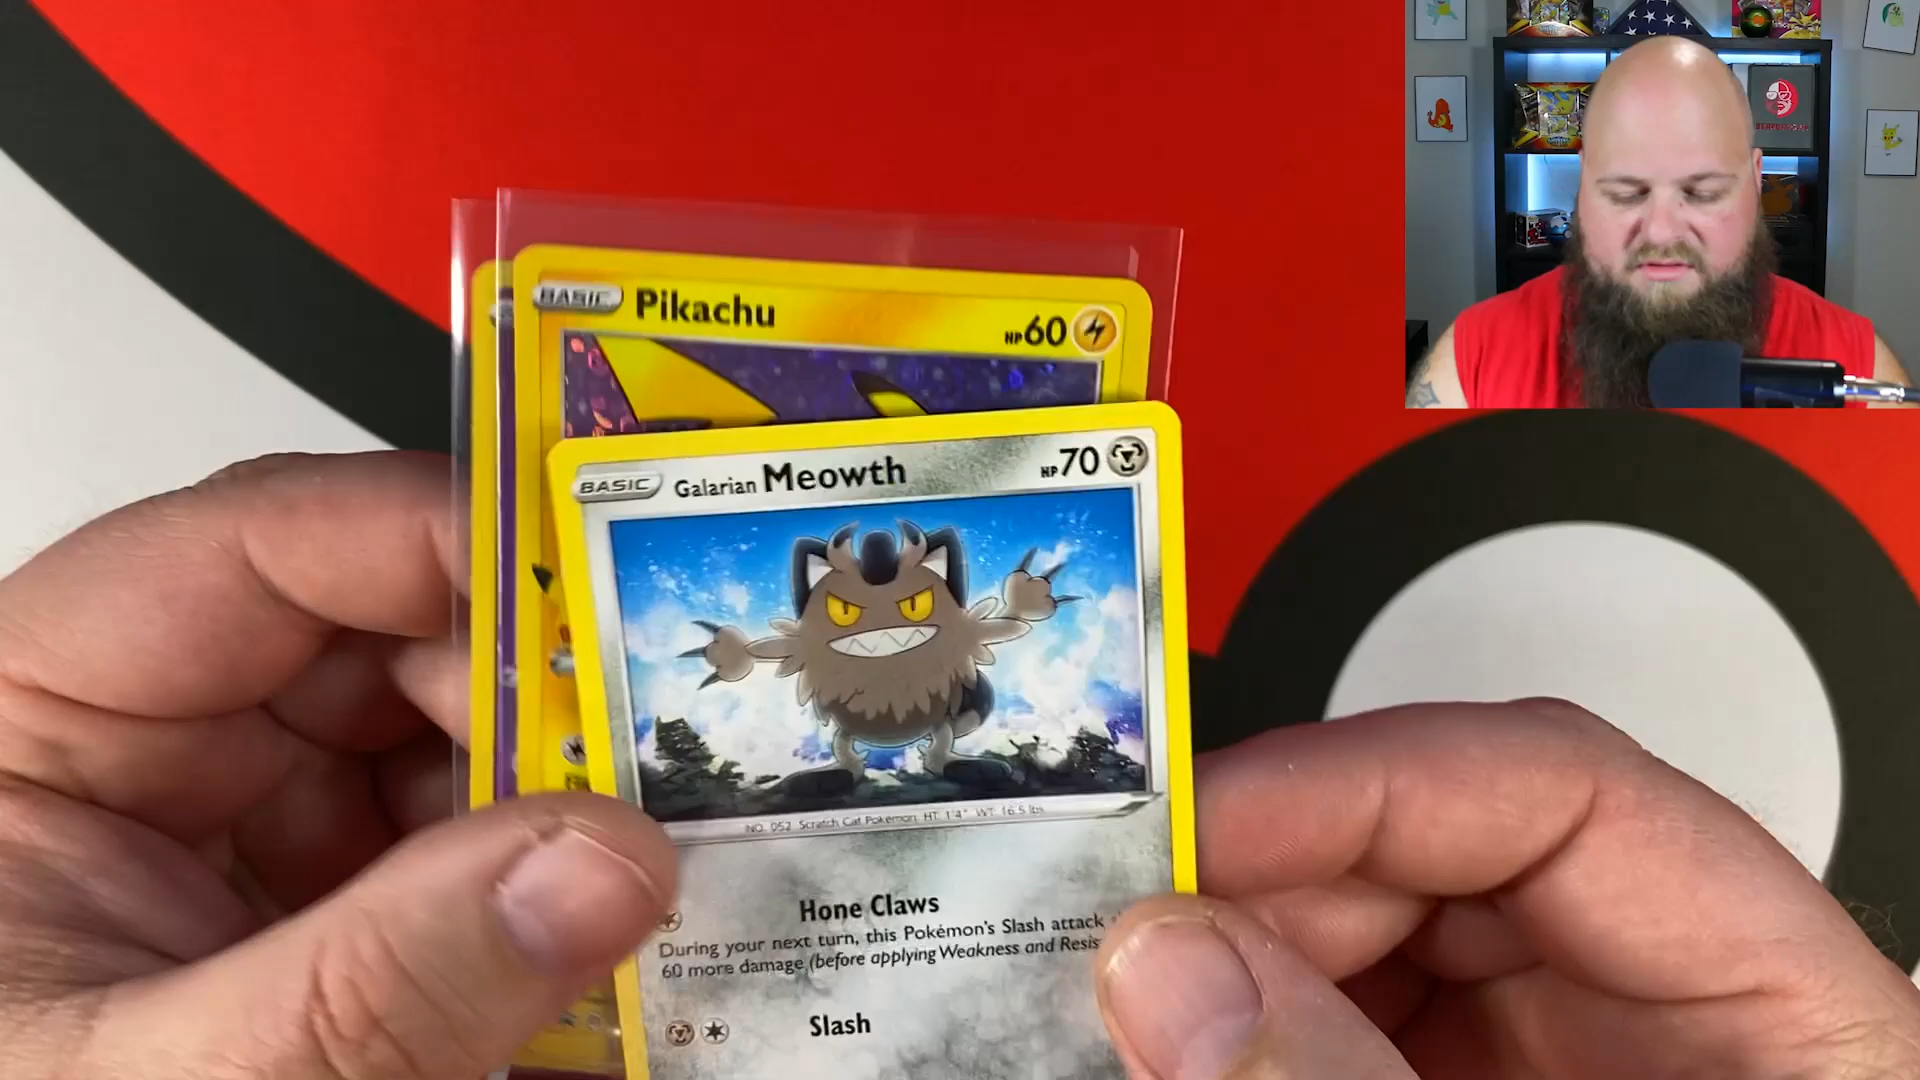 BASIC Pikachu HP60
BASIC Galarian Meowth HP70
NO. 052 Scratch Cat Pokémon HT: 1'4" WT: 16.5 lbs.
Hone Claws
During your next turn, this Pokémon's Slash attack
60 more damage (before applying Weakness and Resis
Slash